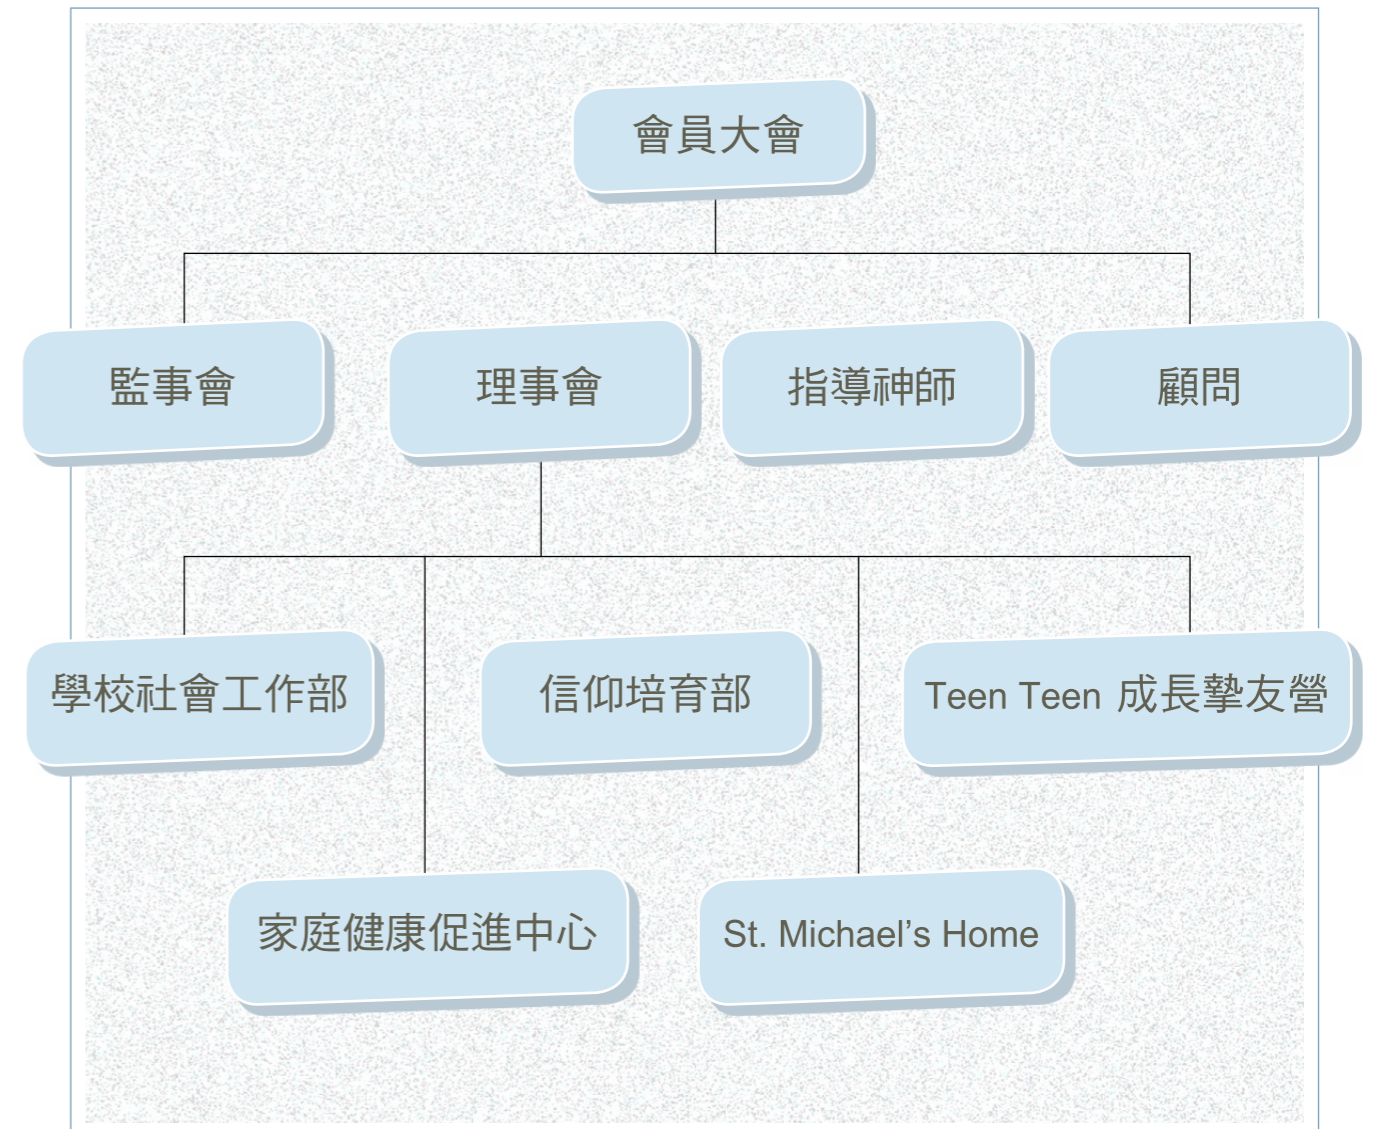 會員大會
監事會
理事會
指導神師
顧問
學校社會工作部
信仰培育部
Teen Teen 成長摯友營
家庭健康促進中心
St. Michael’s Home